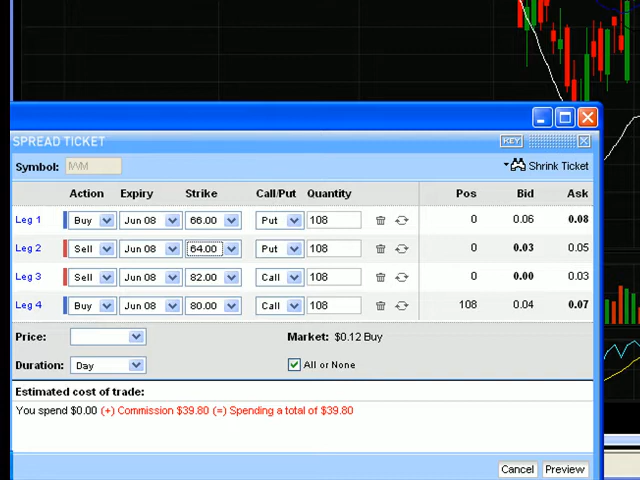 SPREAD TICKET KEY
Symbol: IWM Shrink Ticket
Action Expiry Strike Call/Put Quantity Pos Bid Ask
Leg 1 Buy Jun 08 66.00 Put 108 0 0.06 0.08
Leg 2 Sell Jun 08 64.00 Put 108 0 0.03 0.05
Leg 3 Sell Jun 08 82.00 Call 108 0 0.00 0.03
Leg 4 Buy Jun 08 80.00 Call 108 108 0.04 0.07
Price: Market: $0.12 Buy
Duration: Day All or None
Estimated cost of trade:
You spend $0.00 (+) Commission $39.80 (=) Spending a total of $39.80
Cancel Preview